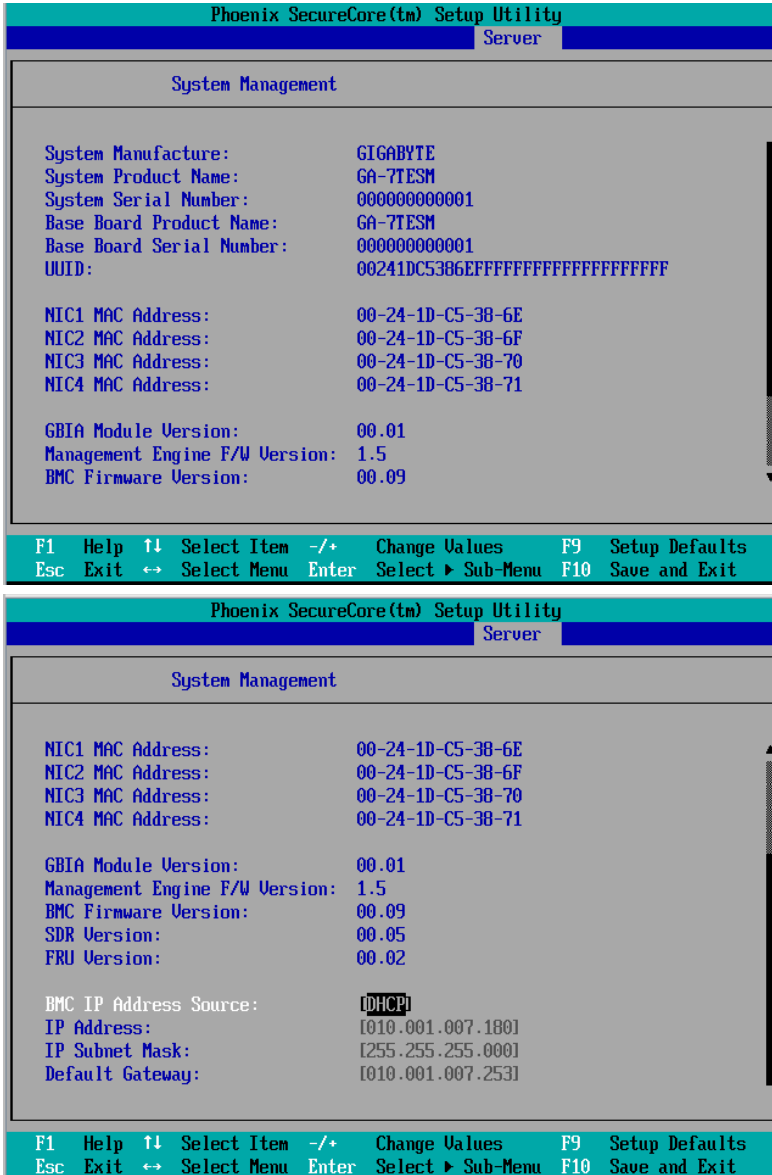 Phoenix SecureCore(tm) Setup Utility
Server
System Management
System Manufacture: GIGABYTE
System Product Name: GA-7TESM
System Serial Number: 000000000001
Base Board Product Name: GA-7TESM
Base Board Serial Number: 000000000001
UUID: 00241DC5386EFFFFFFFFFFFFFFFFFFFF
NIC1 MAC Address: 00-24-1D-C5-38-6E
NIC2 MAC Address: 00-24-1D-C5-38-6F
NIC3 MAC Address: 00-24-1D-C5-38-70
NIC4 MAC Address: 00-24-1D-C5-38-71
GBIA Module Version: 00.01
Management Engine F/W Version: 1.5
BMC Firmware Version: 00.09
F1 Help ↑↓ Select Item -/+ Change Values F9 Setup Defaults
Esc Exit ↔ Select Menu Enter Select ▶ Sub-Menu F10 Save and Exit
Phoenix SecureCore(tm) Setup Utility
Server
System Management
NIC1 MAC Address: 00-24-1D-C5-38-6E
NIC2 MAC Address: 00-24-1D-C5-38-6F
NIC3 MAC Address: 00-24-1D-C5-38-70
NIC4 MAC Address: 00-24-1D-C5-38-71
GBIA Module Version: 00.01
Management Engine F/W Version: 1.5
BMC Firmware Version: 00.09
SDR Version: 00.05
FRU Version: 00.02
BMC IP Address Source: [DHCP]
IP Address: [010.001.007.180]
IP Subnet Mask: [255.255.255.000]
Default Gateway: [010.001.007.253]
F1 Help ↑↓ Select Item -/+ Change Values F9 Setup Defaults
Esc Exit ↔ Select Menu Enter Select ▶ Sub-Menu F10 Save and Exit